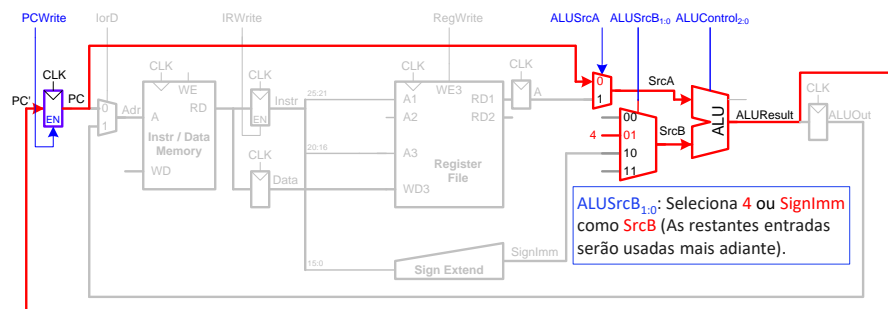 PCWrite IorD IRWrite RegWrite ALUSrcA ALUSrcB1:0 ALUControl2:0
CLK CLK CLK CLK CLK CLK
PC' PC EN
0 1 Adr
WE A RD
Instr / Data
Memory
WD
EN Instr
CLK
Data
25:21
20:16
15:0
WE3
A1 RD1
A2 RD2
A3
Register
File
WD3
A
0
1
SrcA
00
4 01 SrcB
10
11
ALU ALUResult ALUOut
SignImm
Sign Extend
ALUSrcB1:0: Seleciona 4 ou SignImm
como SrcB (As restantes entradas
serão usadas mais adiante).